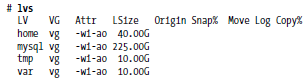 # lvs
LV VG Attr LSize Origin Snap% Move Log Copy%
home vg -wi-ao 40.00G
mysql vg -wi-ao 225.00G
tmp vg -wi-ao 10.00G
var vg -wi-ao 10.00G